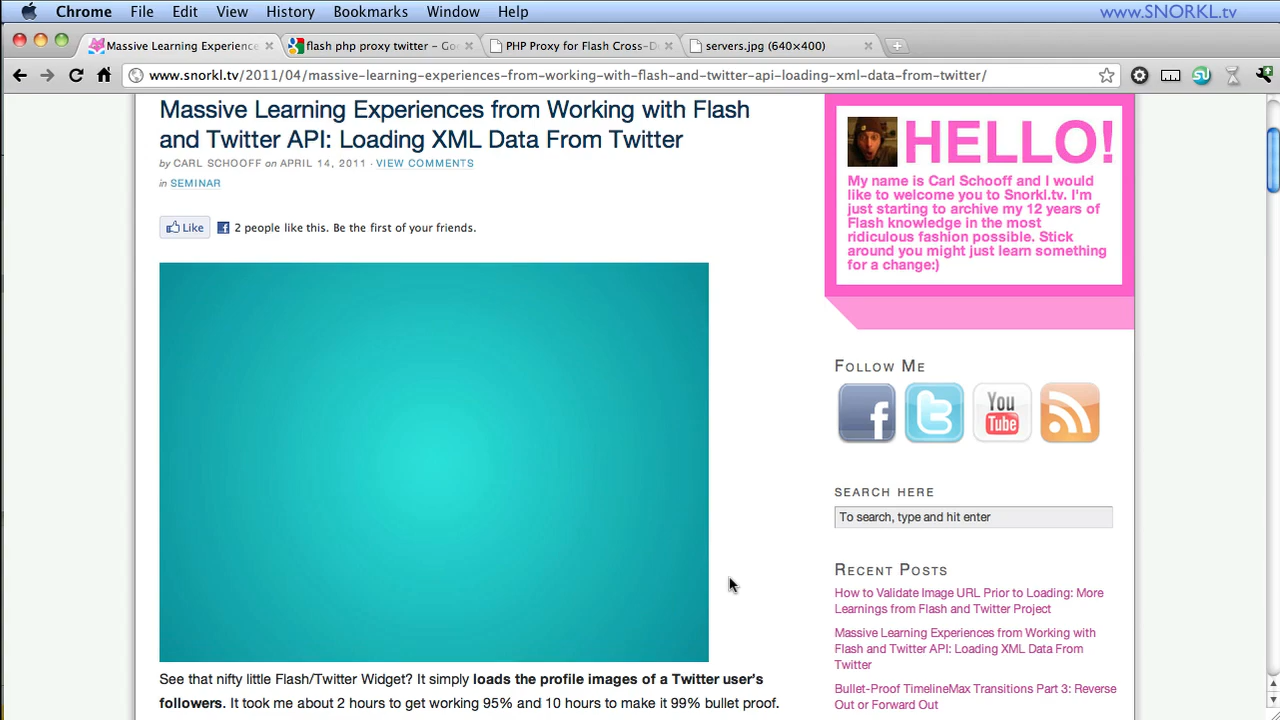 Chrome File Edit View History Bookmarks Window Help www.SNORKL.tv
Massive Learning Experience flash php proxy twitter – Go PHP Proxy for Flash Cross-D servers.jpg (640×400)
www.snorkl.tv/2011/04/massive-learning-experiences-from-working-with-flash-and-twitter-api-loading-xml-data-from-twitter/
Massive Learning Experiences from Working with Flash
and Twitter API: Loading XML Data From Twitter
by CARL SCHOOFF on APRIL 14, 2011 · VIEW COMMENTS
in SEMINAR
Like 2 people like this. Be the first of your friends.
See that nifty little Flash/Twitter Widget? It simply loads the profile images of a Twitter user's
followers. It took me about 2 hours to get working 95% and 10 hours to make it 99% bullet proof.
HELLO!
My name is Carl Schooff and I would
like to welcome you to Snorkl.tv. I'm
just starting to archive my 12 years of
Flash knowledge in the most
ridiculous fashion possible. Stick
around you might just learn something
for a change:)
FOLLOW ME
f t You Tube
SEARCH HERE
To search, type and hit enter
RECENT POSTS
How to Validate Image URL Prior to Loading: More
Learnings from Flash and Twitter Project
Massive Learning Experiences from Working with
Flash and Twitter API: Loading XML Data From
Twitter
Bullet-Proof TimelineMax Transitions Part 3: Reverse
Out or Forward Out